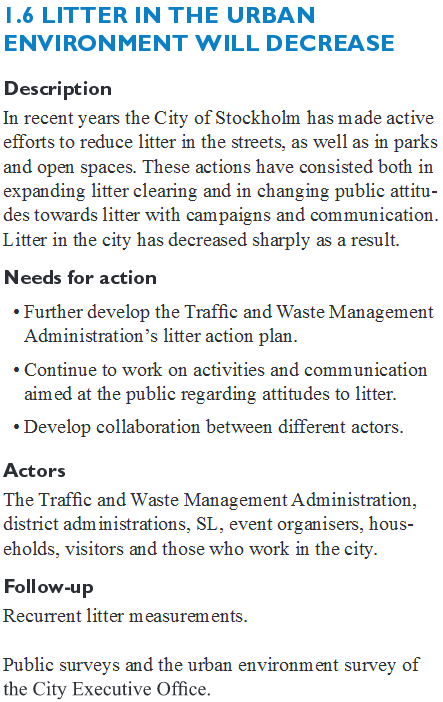 1.6 LITTER IN THE URBAN
ENVIRONMENT WILL DECREASE
Description
In recent years the City of Stockholm has made active
efforts to reduce litter in the streets, as well as in parks
and open spaces. These actions have consisted both in
expanding litter clearing and in changing public attitu-
des towards litter with campaigns and communication.
Litter in the city has decreased sharply as a result.
Needs for action
• Further develop the Traffic and Waste Management
Administration’s litter action plan.
• Continue to work on activities and communication
aimed at the public regarding attitudes to litter.
• Develop collaboration between different actors.
Actors
The Traffic and Waste Management Administration,
district administrations, SL, event organisers, hous-
eholds, visitors and those who work in the city.
Follow-up
Recurrent litter measurements.
Public surveys and the urban environment survey of
the City Executive Office.